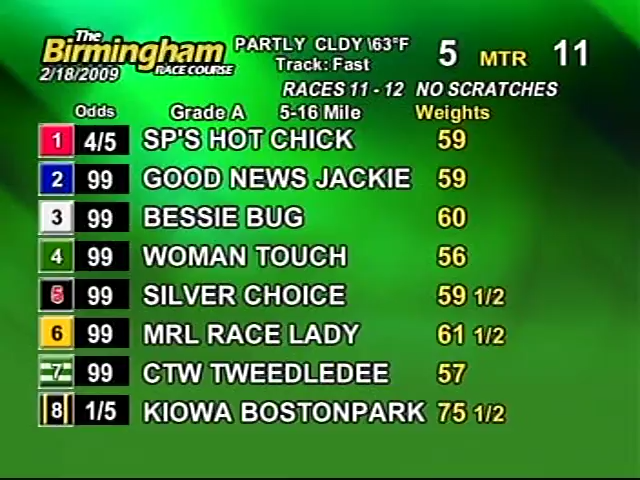 The
Birmingham
RACE COURSE
2/18/2009
PARTLY CLDY \63°F
Track: Fast
5 MTR 11
RACES 11 - 12 NO SCRATCHES
Odds Grade A 5-16 Mile Weights
1 4/5 SP'S HOT CHICK 59
2 99 GOOD NEWS JACKIE 59
3 99 BESSIE BUG 60
4 99 WOMAN TOUCH 56
5 99 SILVER CHOICE 59 1/2
6 99 MRL RACE LADY 61 1/2
7 99 CTW TWEEDLEDEE 57
8 1/5 KIOWA BOSTONPARK 75 1/2